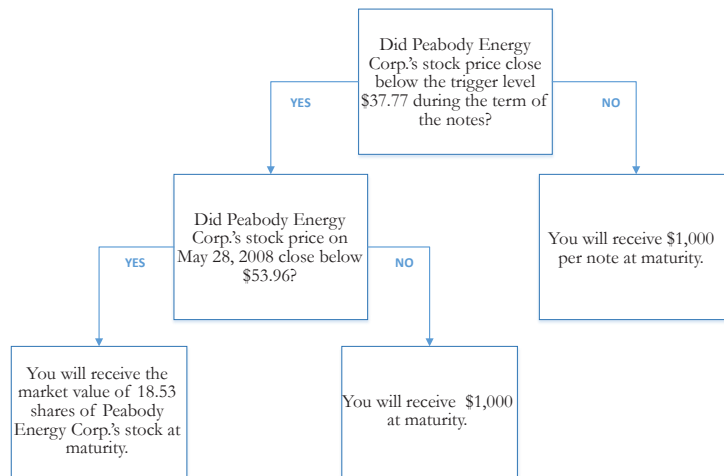 Did Peabody Energy
Corp.'s stock price close
below the trigger level
$37.77 during the term of
the notes?
YES
NO
Did Peabody Energy
Corp.'s stock price on
May 28, 2008 close below
$53.96?
You will receive $1,000
per note at maturity.
YES
NO
You will receive the
market value of 18.53
shares of Peabody
Energy Corp.'s stock at
maturity.
You will receive $1,000
at maturity.